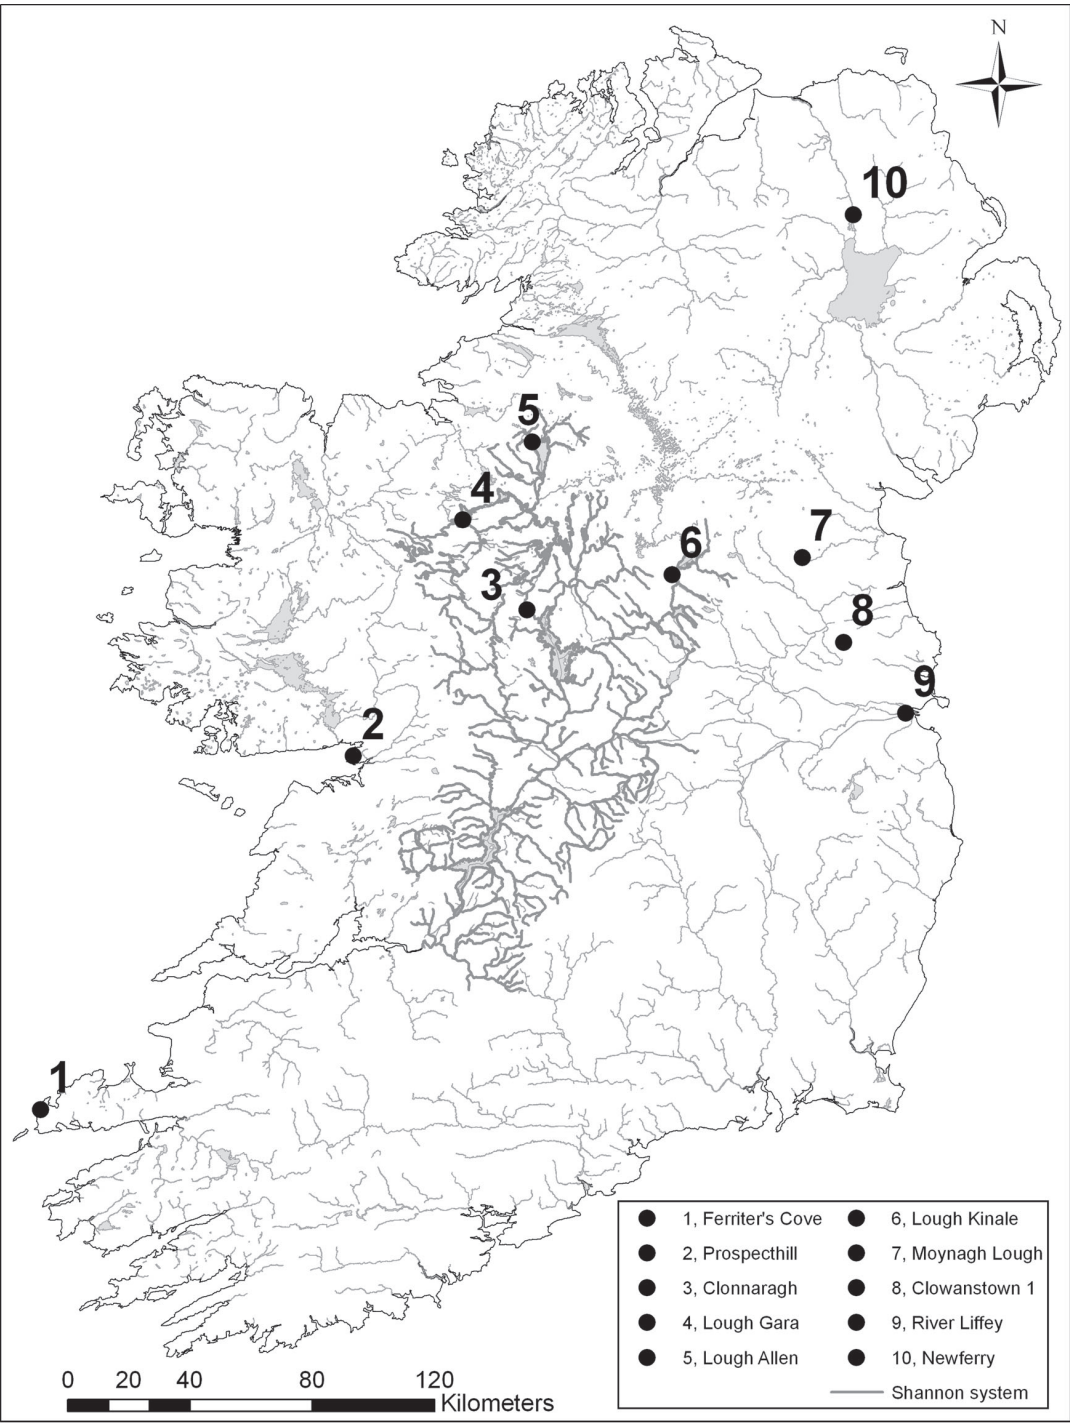 N
10
5
4
6
7
3
8
9
2
1
1, Ferriter's Cove
2, Prospecthill
3, Clonnaragh
4, Lough Gara
5, Lough Allen
6, Lough Kinale
7, Moynagh Lough
8, Clowanstown 1
9, River Liffey
10, Newferry
Shannon system
0 20 40 80 120
Kilometers